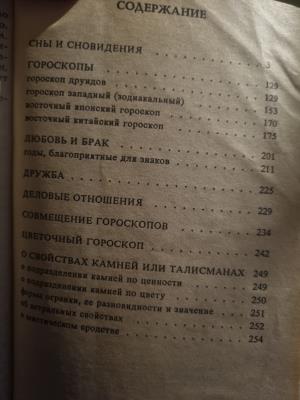 СОДЕРЖАНИЕ
СНЫ И СНОВИДЕНИЯ 3
ГОРОСКОПЫ
гороскоп друидов 129
гороскоп западный (зодиакальный) 129
восточный японский гороскоп 153
восточный китайский гороскоп 170
175
ЛЮБОВЬ И БРАК 201
годы, благоприятные для знаков 211
ДРУЖБА 225
ДЕЛОВЫЕ ОТНОШЕНИЯ 229
СОВМЕЩЕНИЕ ГОРОСКОПОВ 234
ЦВЕТОЧНЫЙ ГОРОСКОП 242
О СВОЙСТВАХ КАМНЕЙ ИЛИ ТАЛИСМАНАХ 249
о подразделении камней по ценности 249
о подразделении камней по цвету 250
форма огранки, ее разновидности и значение 251
об астральных свойствах 252
о мистическом 254